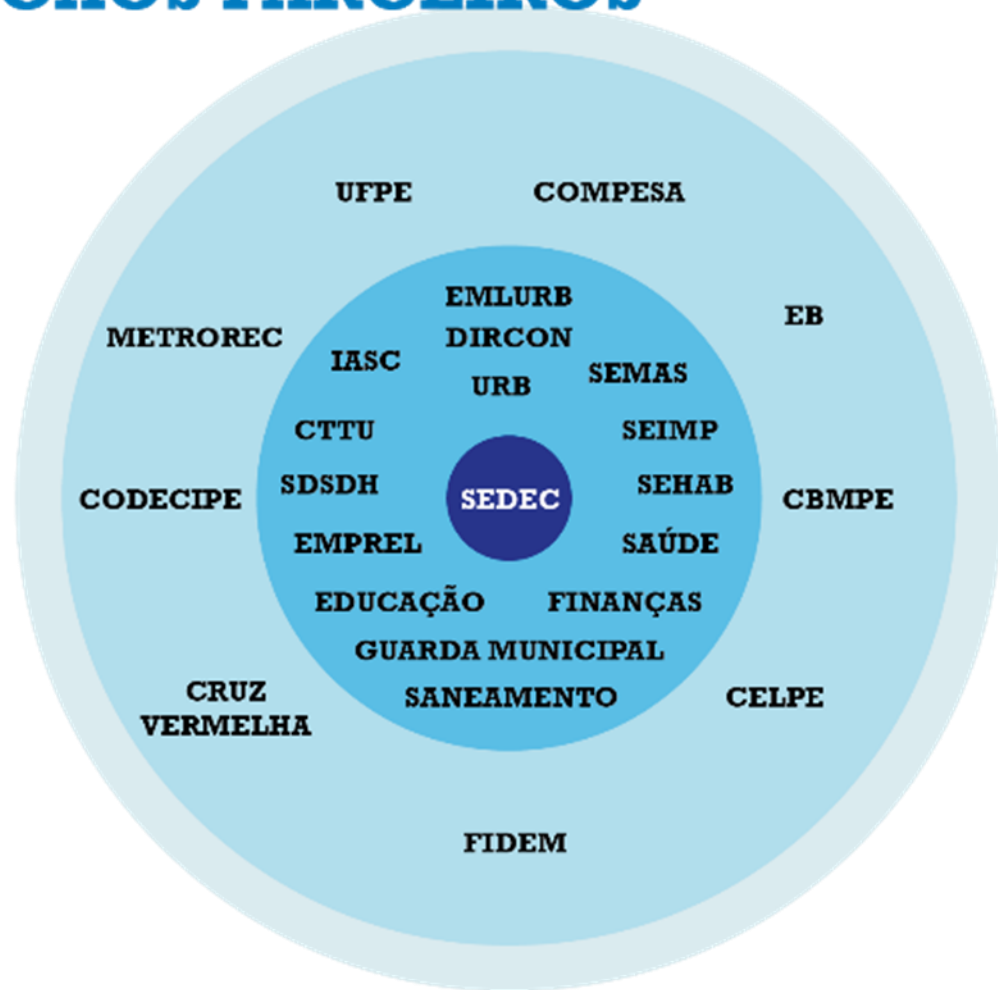 UFPE
COMPESA
EMLURB
EB
METROREC
DIRCON
IASC
SEMAS
URB
CTTU
SEIMP
SDSDH
SEHAB
CODECIPE
SEDEC
CBMPE
EMPREL
SAÚDE
EDUCAÇÃO
FINANÇAS
GUARDA MUNICIPAL
CRUZ
VERMELHA
SANEAMENTO
CELPE
FIDEM